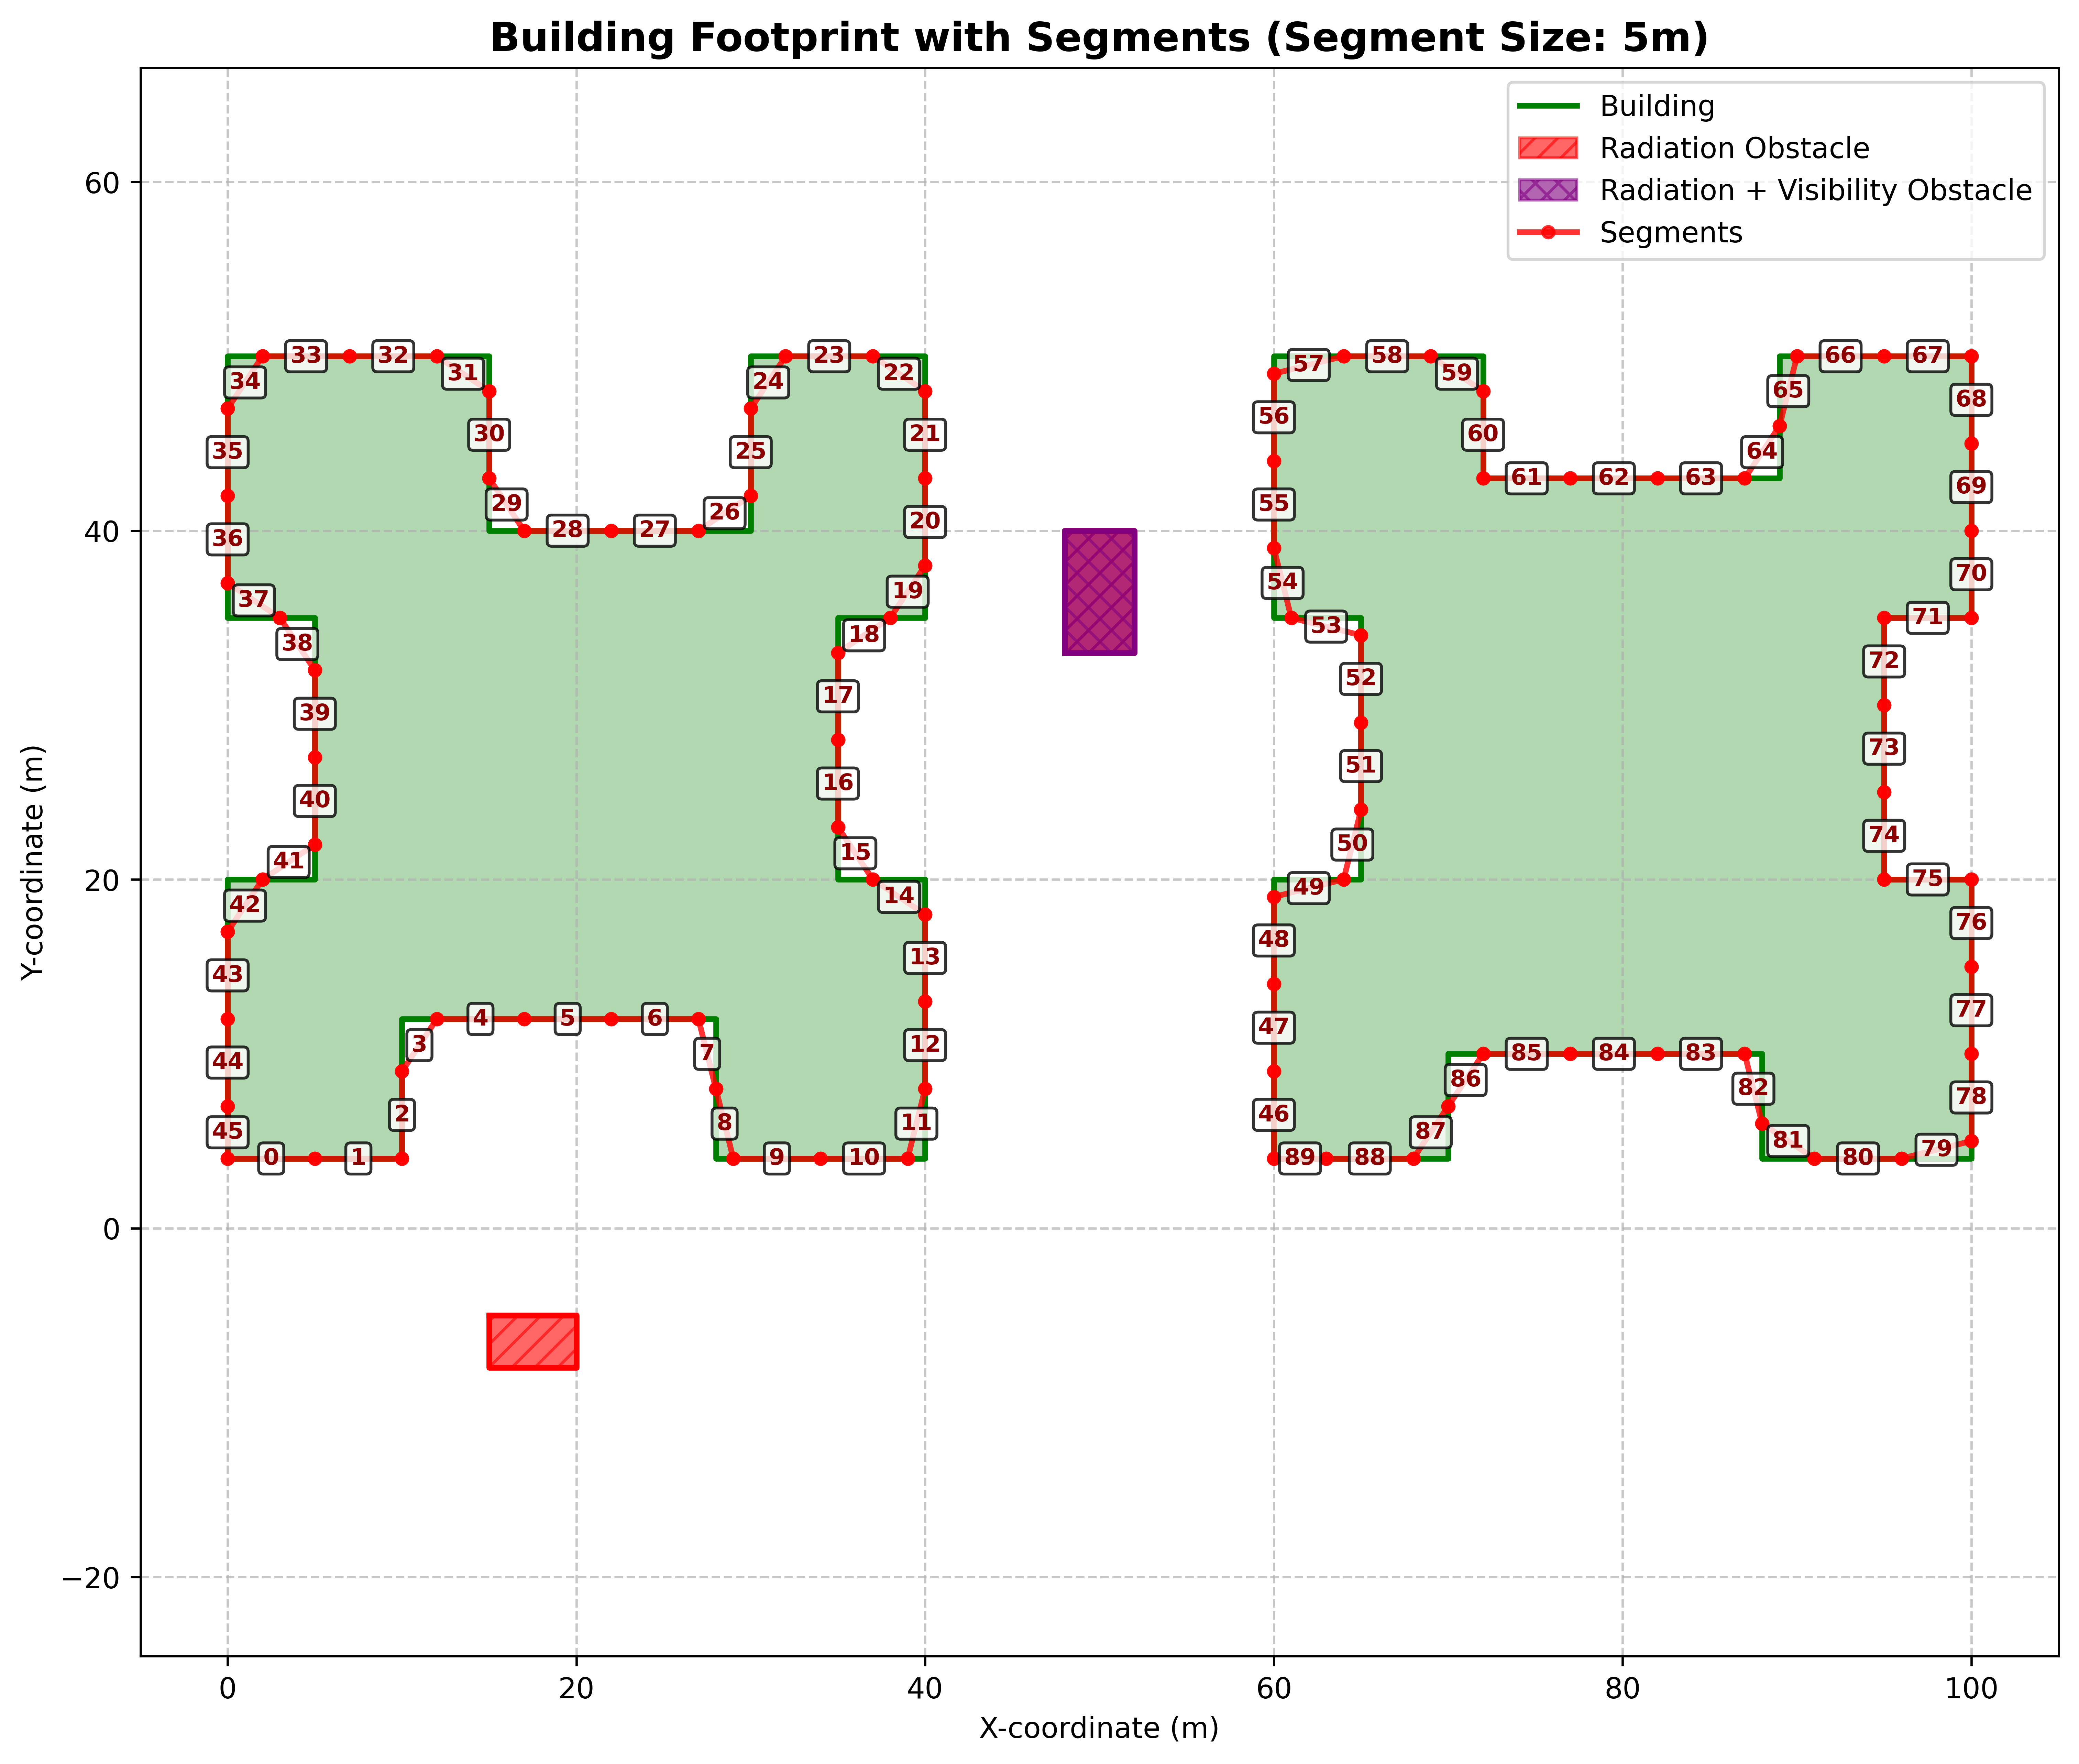 Building Footprint with Segments (Segment Size: 5m)
Building
Radiation Obstacle
Radiation + Visibility Obstacle
Segments
60
40
20
0
−20
Y-coordinate (m)
33 32 31 34 30 35 29 28 27 26 36 37 38 39 40 41 42 43 44 45
23 24 22 25 21 20 19 18 17 16 15 14 13 12 11
0 1 2 3 4 5 6 7 8 9 10
57 58 59 56 60 61 62 63 64 65 66 67 68 69 70 71 72 73 74 75 76 77 78
55 54 53 52 51 50 49 48 47 46
89 88 87 86 85 84 83 82 81 80 79
0 20 40 60 80 100
X-coordinate (m)